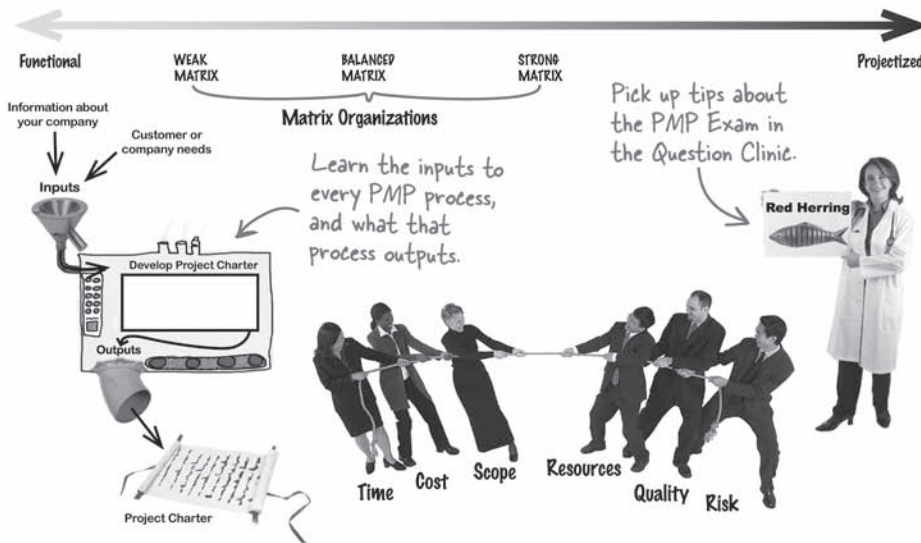 Functional
WEAK
MATRIX
BALANCED
MATRIX
STRONG
MATRIX
Projectized
Matrix Organizations
Information about
your company
Customer or
company needs
Inputs
Learn the inputs to
every PMP process,
and what that
process outputs.
Pick up tips about
the PMP Exam in
the Question Clinic.
Red Herring
Develop Project Charter
Outputs
Project Charter
Time
Cost
Scope
Resources
Quality
Risk